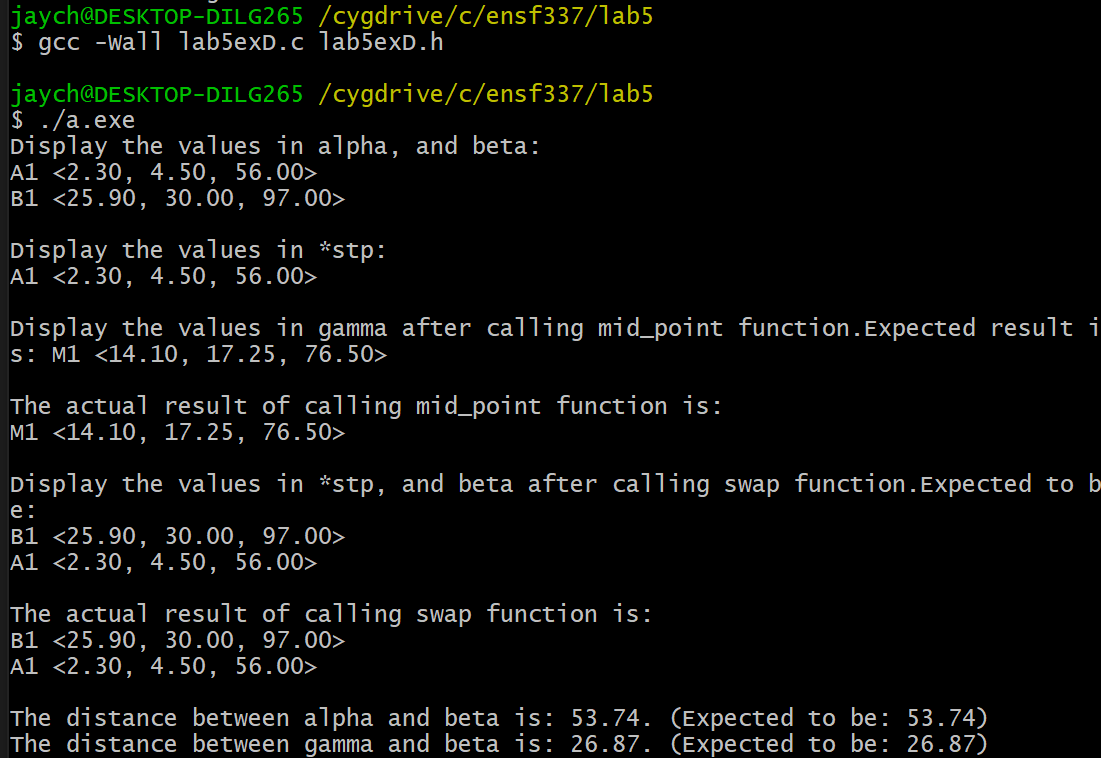 jaych@DESKTOP-DILG265 /cygdrive/c/ensf337/lab5
$ gcc -Wall lab5exD.c lab5exD.h
jaych@DESKTOP-DILG265 /cygdrive/c/ensf337/lab5
$ ./a.exe
Display the values in alpha, and beta:
A1 <2.30, 4.50, 56.00>
B1 <25.90, 30.00, 97.00>
Display the values in *stp:
A1 <2.30, 4.50, 56.00>
Display the values in gamma after calling mid_point function.Expected result i
s: M1 <14.10, 17.25, 76.50>
The actual result of calling mid_point function is:
M1 <14.10, 17.25, 76.50>
Display the values in *stp, and beta after calling swap function.Expected to b
e:
B1 <25.90, 30.00, 97.00>
A1 <2.30, 4.50, 56.00>
The actual result of calling swap function is:
B1 <25.90, 30.00, 97.00>
A1 <2.30, 4.50, 56.00>
The distance between alpha and beta is: 53.74. (Expected to be: 53.74)
The distance between gamma and beta is: 26.87. (Expected to be: 26.87)